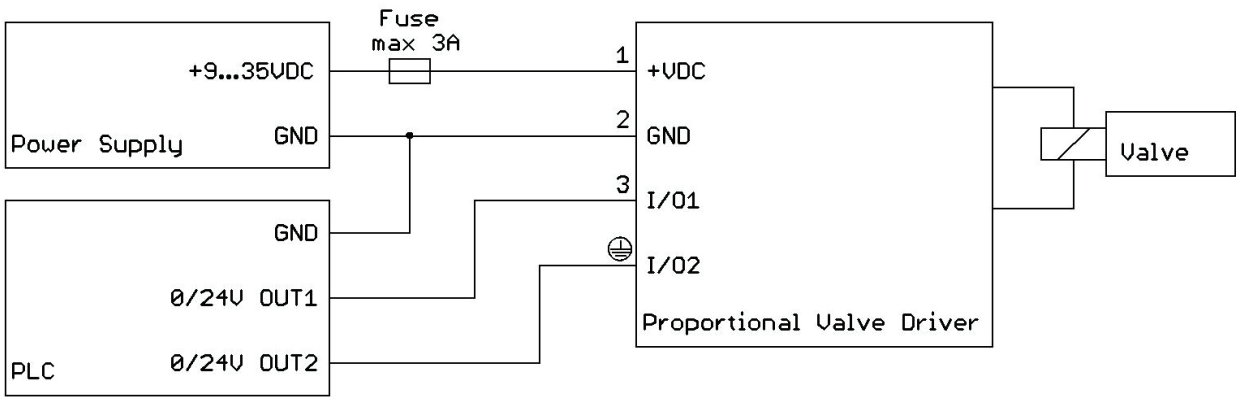 Fuse
max 3A
+9...35VDC
1
+VDC
GND
2
GND
Power Supply
Valve
3
I/O1
GND
I/O2
0/24V OUT1
Proportional Valve Driver
0/24V OUT2
PLC